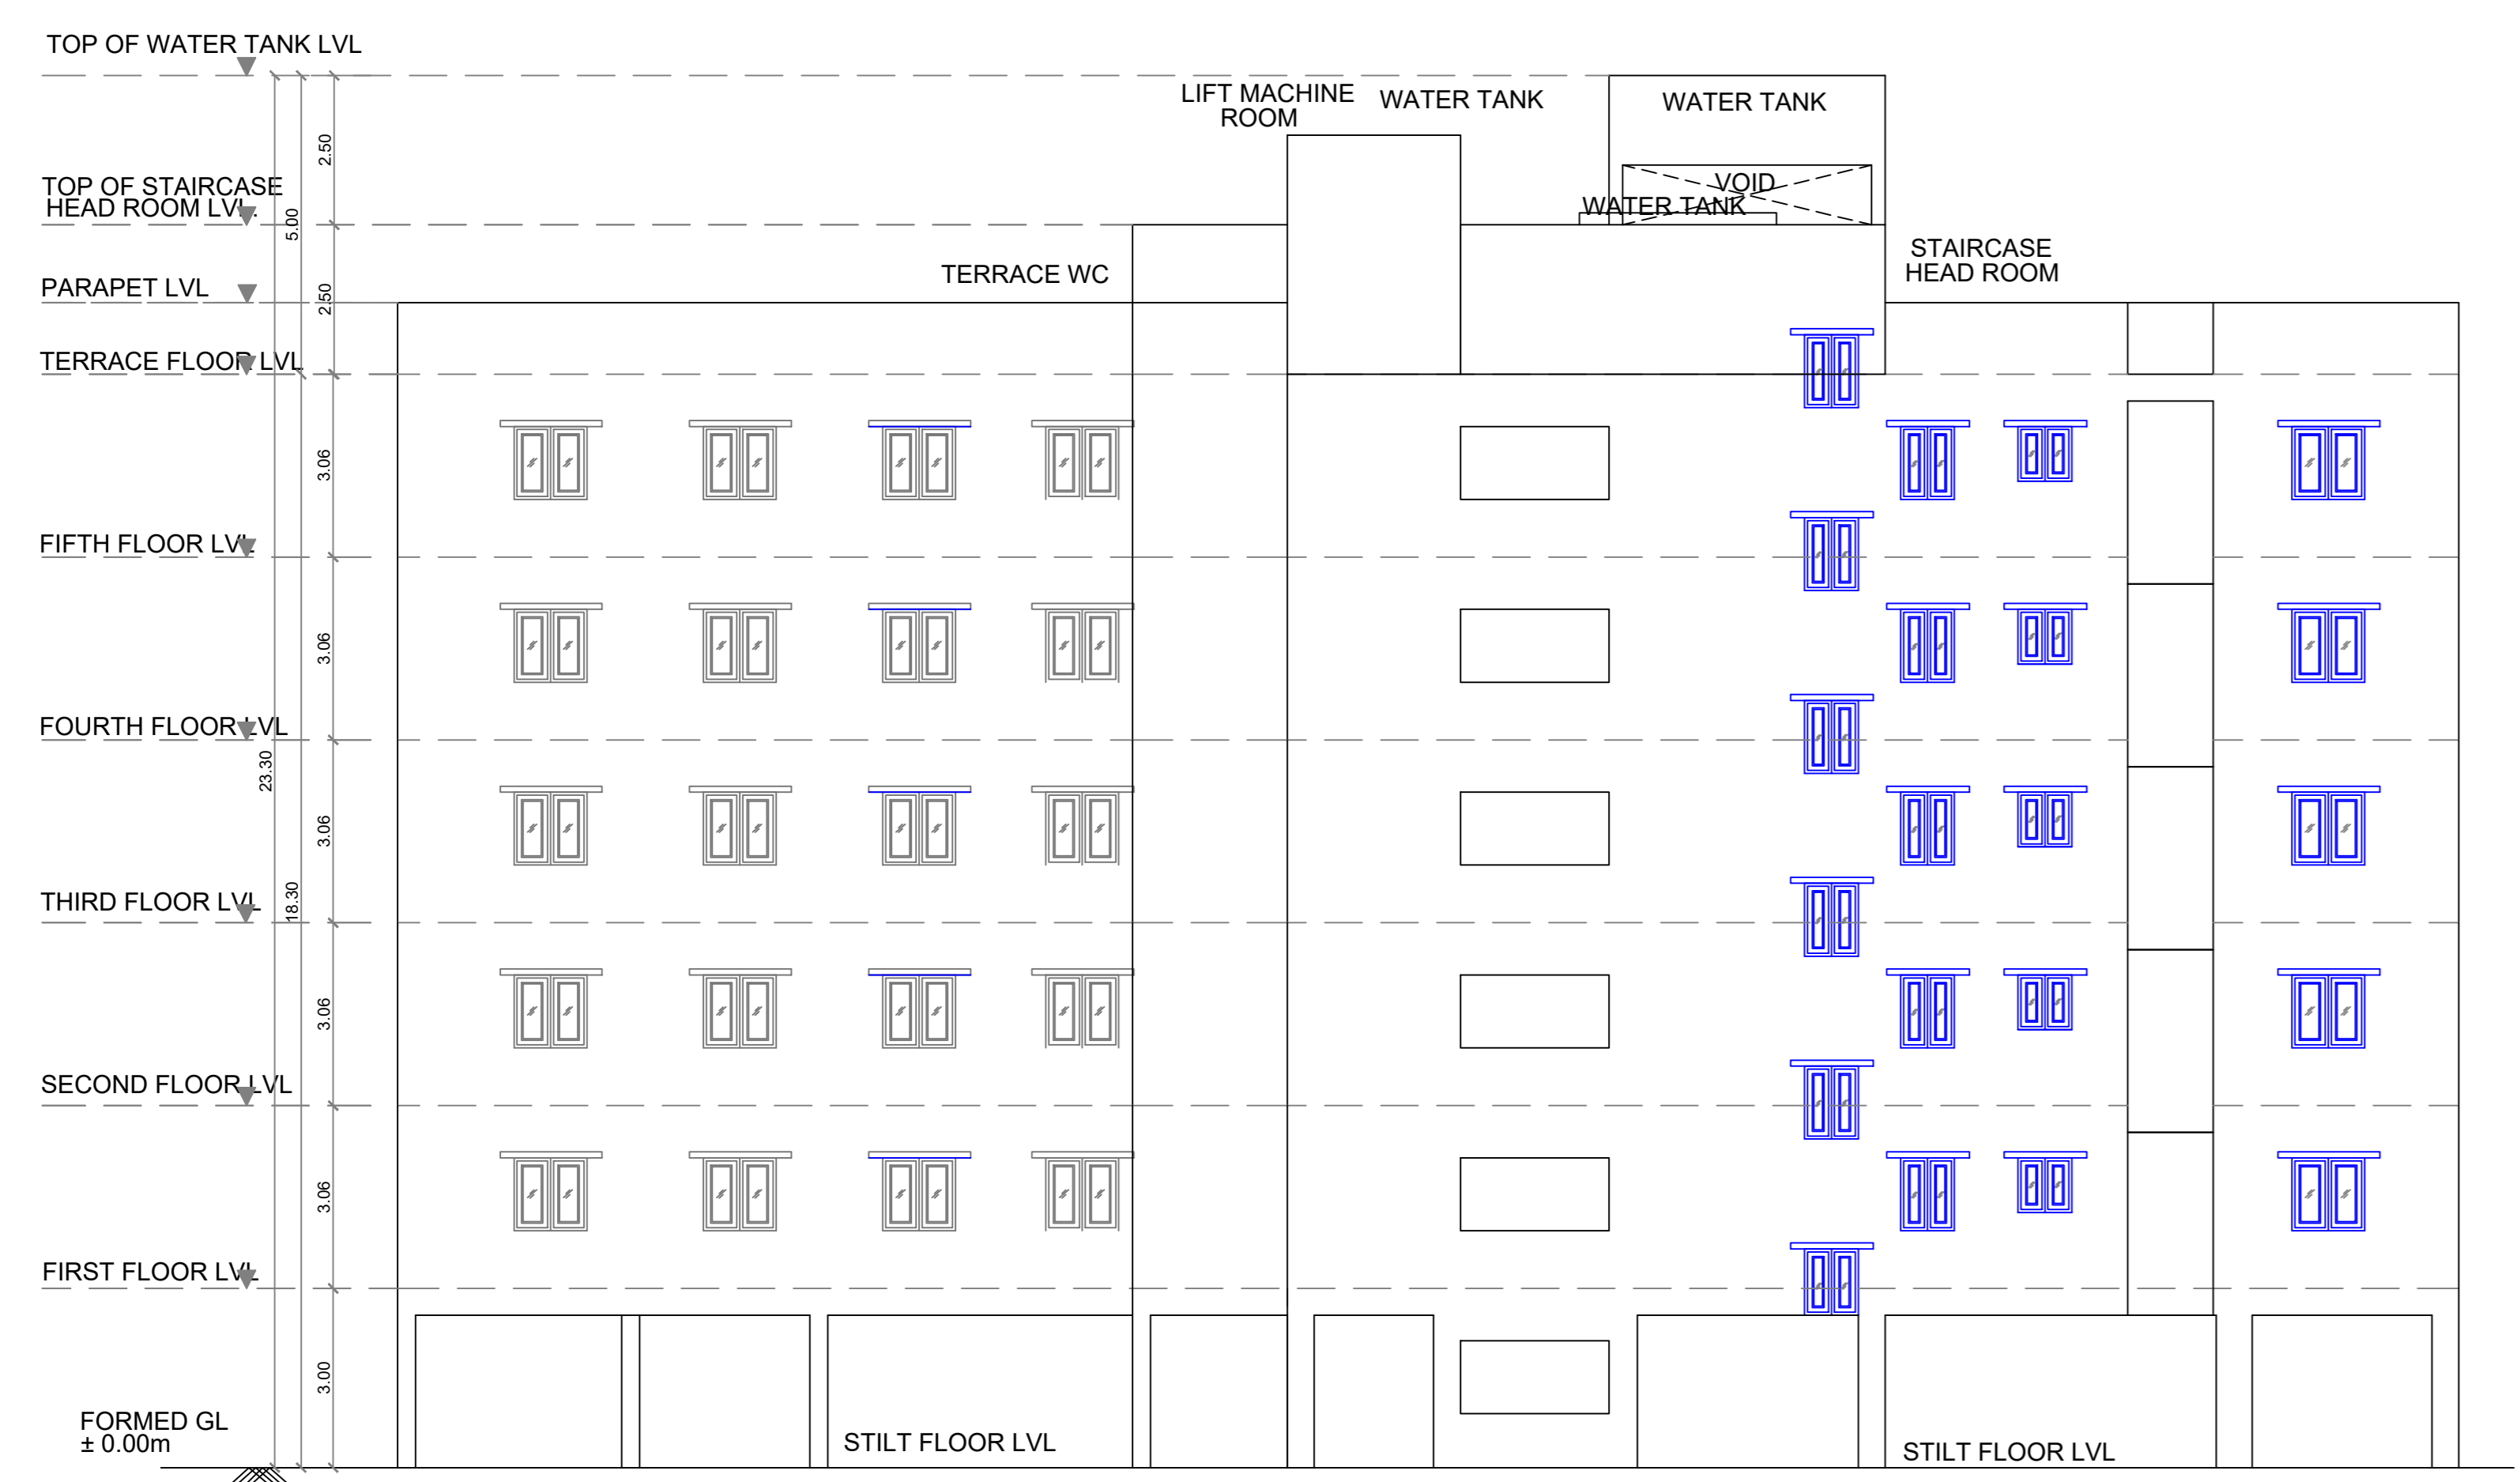 TOP OF WATER TANK LVL
LIFT MACHINE
ROOM
WATER TANK
WATER TANK
2.50
TOP OF STAIRCASE
HEAD ROOM LVL.
VOID
WATER TANK
5.00
STAIRCASE
HEAD ROOM
TERRACE WC
PARAPET LVL
2.50
TERRACE FLOOR LVL
3.06
FIFTH FLOOR LVL
3.06
FOURTH FLOOR LVL
23.30
3.06
THIRD FLOOR LVL
18.30
3.06
SECOND FLOOR LVL
3.06
FIRST FLOOR LVL
3.00
FORMED GL
± 0.00m
STILT FLOOR LVL
STILT FLOOR LVL